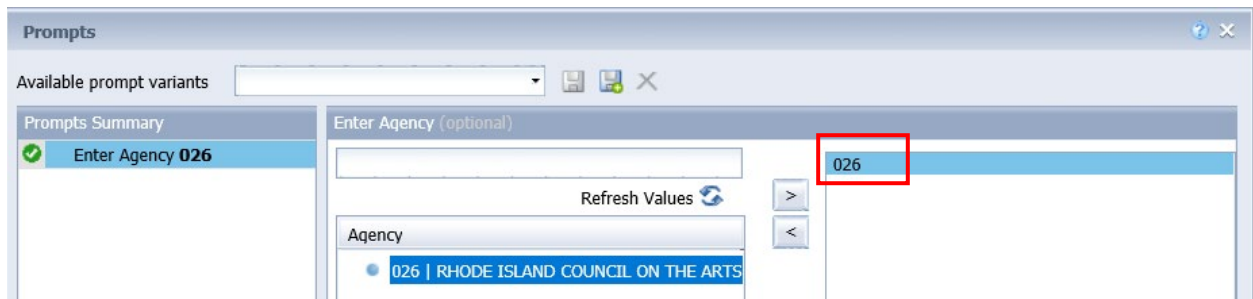 Prompts
Available prompt variants
Prompts Summary
Enter Agency 026
Enter Agency (optional)
026
Refresh Values
>
<
Agency
026 | RHODE ISLAND COUNCIL ON THE ARTS